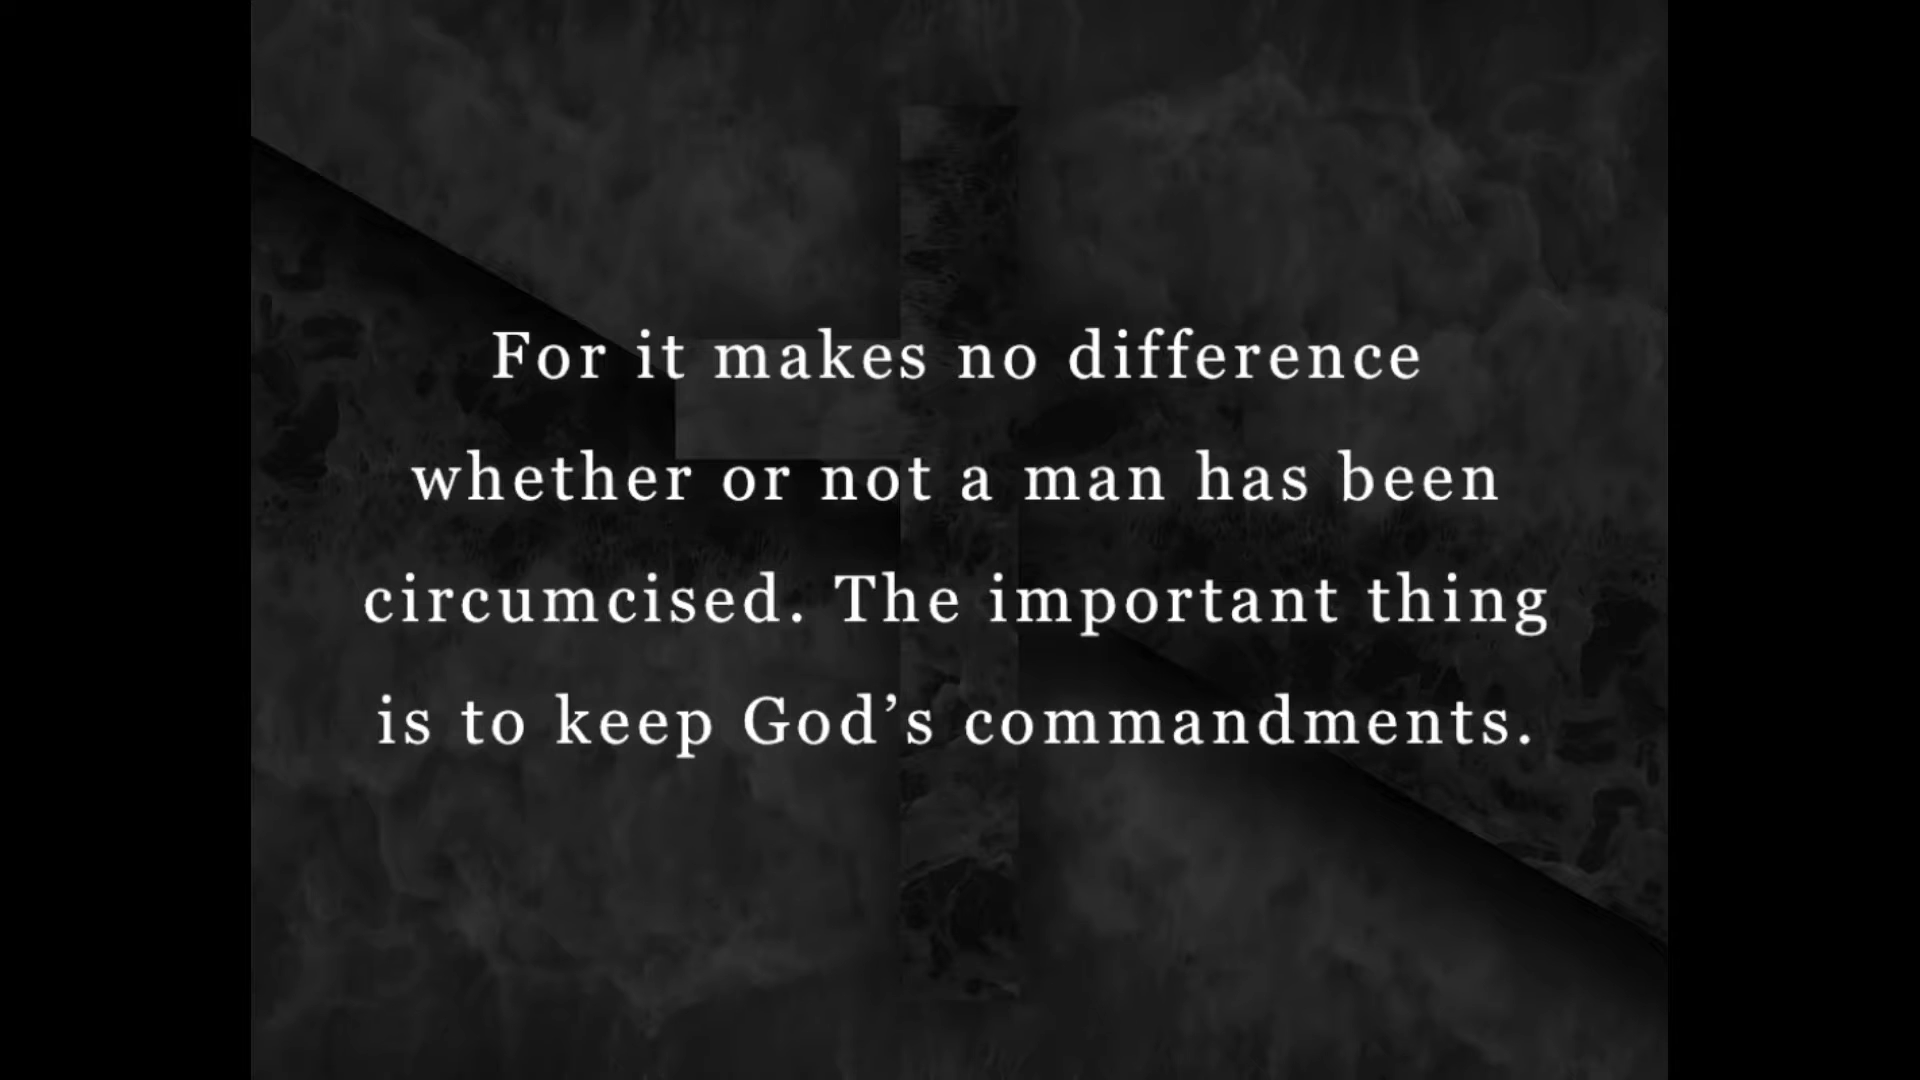 For it makes no difference
whether or not a man has been
circumcised. The important thing
is to keep God’s commandments.